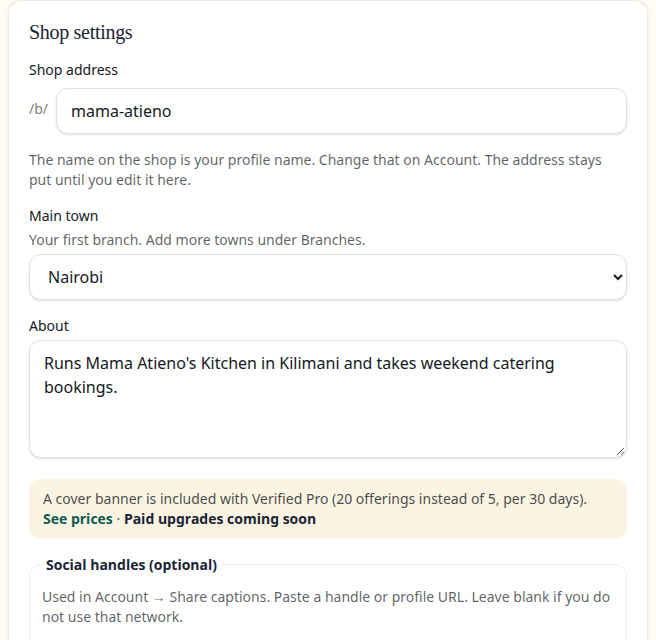 Shop settings
Shop address
/b/ mama-atieno
The name on the shop is your profile name. Change that on Account. The address stays
put until you edit it here.
Main town
Your first branch. Add more towns under Branches.
Nairobi
About
Runs Mama Atieno's Kitchen in Kilimani and takes weekend catering
bookings.
A cover banner is included with Verified Pro (20 offerings instead of 5, per 30 days).
See prices · Paid upgrades coming soon
Social handles (optional)
Used in Account → Share captions. Paste a handle or profile URL. Leave blank if you do
not use that network.